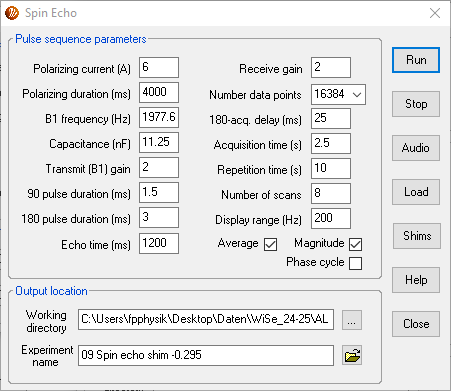 Spin Echo
Pulse sequence parameters
Polarizing current (A) 6
Receive gain 2
Run
Polarizing duration (ms) 4000
Number data points 16384
B1 frequency (Hz) 1977.6
180-acq. delay (ms) 25
Stop
Capacitance (nF) 11.25
Acquisition time (s) 2.5
Audio
Transmit (B1) gain 2
Repetition time (s) 10
90 pulse duration (ms) 1.5
Number of scans 8
Load
180 pulse duration (ms) 3
Display range (Hz) 200
Shims
Echo time (ms) 1200
Average
Magnitude
Phase cycle
Help
Output location
Working
directory
C:\Users\fpphysik\Desktop\Daten\WiSe_24-25\AL
...
Close
Experiment
name
09 Spin echo shim -0.295